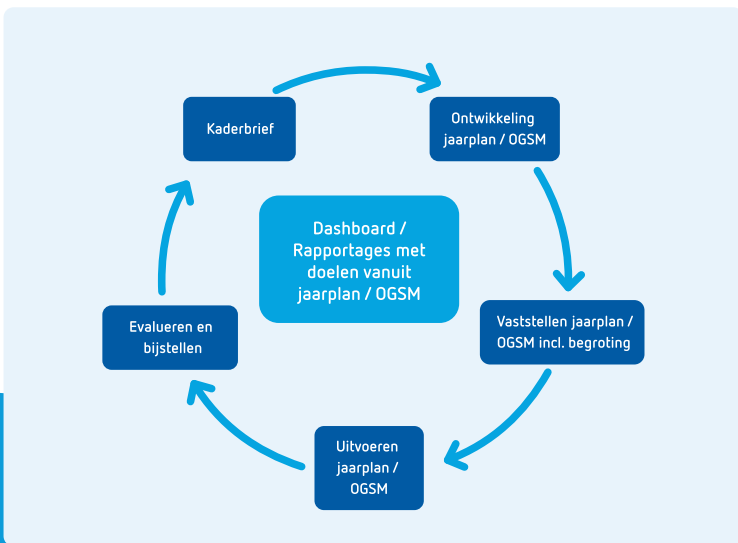 Kaderbrief
Ontwikkeling
jaarplan / OGSM
Dashboard /
Rapportages met
doelen vanuit
jaarplan / OGSM
Vaststellen jaarplan /
OGSM incl. begroting
Evalueren en
bijstellen
Uitvoeren
jaarplan /
OGSM